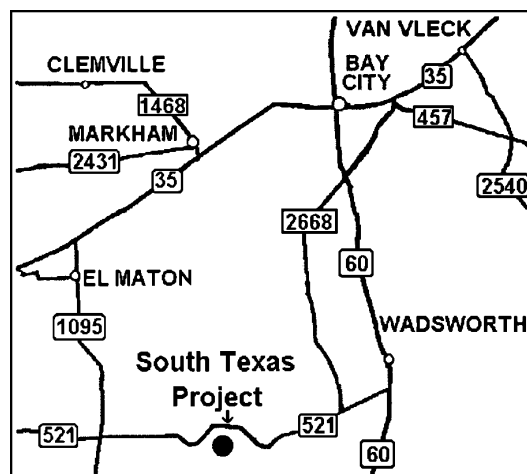 VAN VLECK
CLEMVILLE
BAY
CITY
35
1468
457
MARKHAM
2431
35
2540
2668
60
EL MATON
1095
WADSWORTH
South Texas
Project
521
521
60